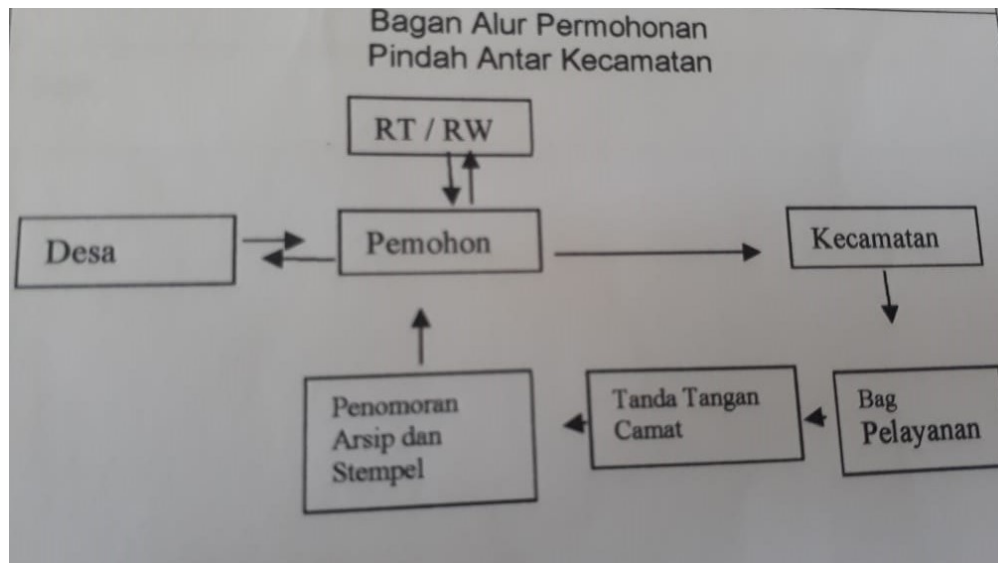 Bagan Alur Permohonan
Pindah Antar Kecamatan
RT / RW
Desa
Pemohon
Kecamatan
Penomoran
Arsip dan
Stempel
Tanda Tangan
Camat
Bag
Pelayanan